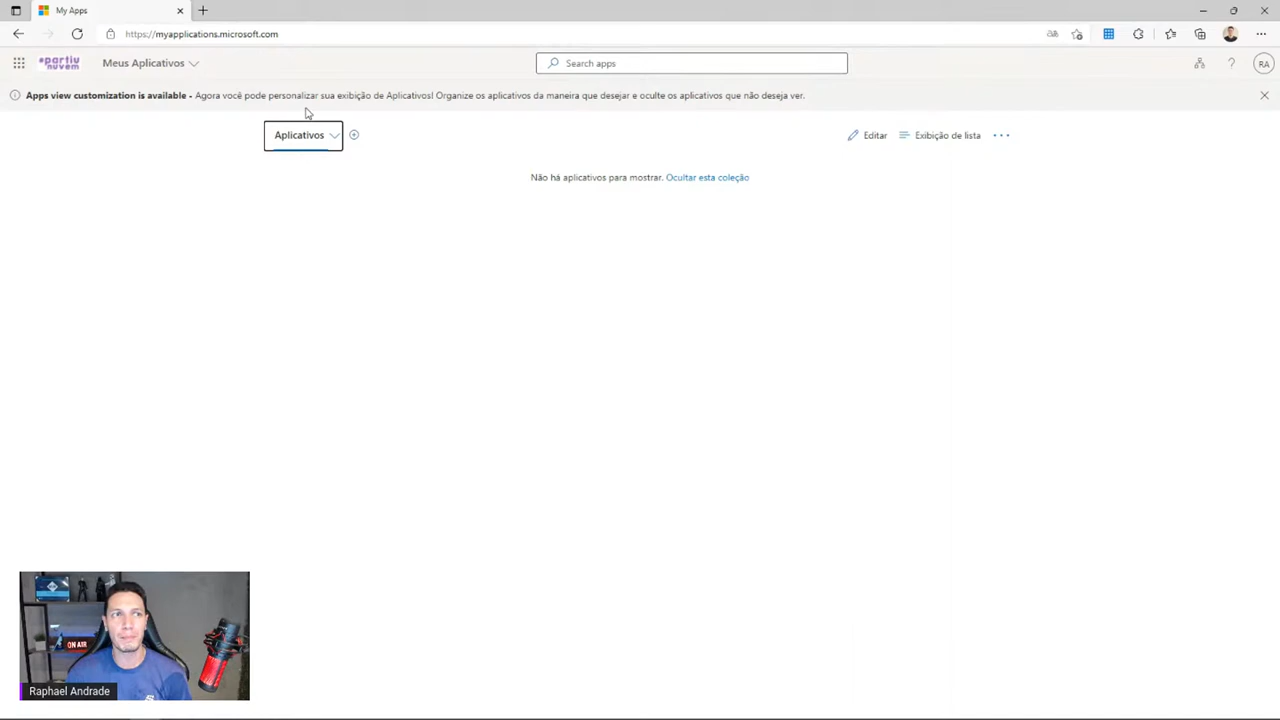 My Apps
https://myapplications.microsoft.com
#partiu
nuvem
Meus Aplicativos
Search apps
RA
Apps view customization is available - Agora você pode personalizar sua exibição de Aplicativos! Organize os aplicativos da maneira que desejar e oculte os aplicativos que não deseja ver.
Aplicativos
Editar
Exibição de lista
Não há aplicativos para mostrar. Ocultar esta coleção
ON AIR
Raphael Andrade